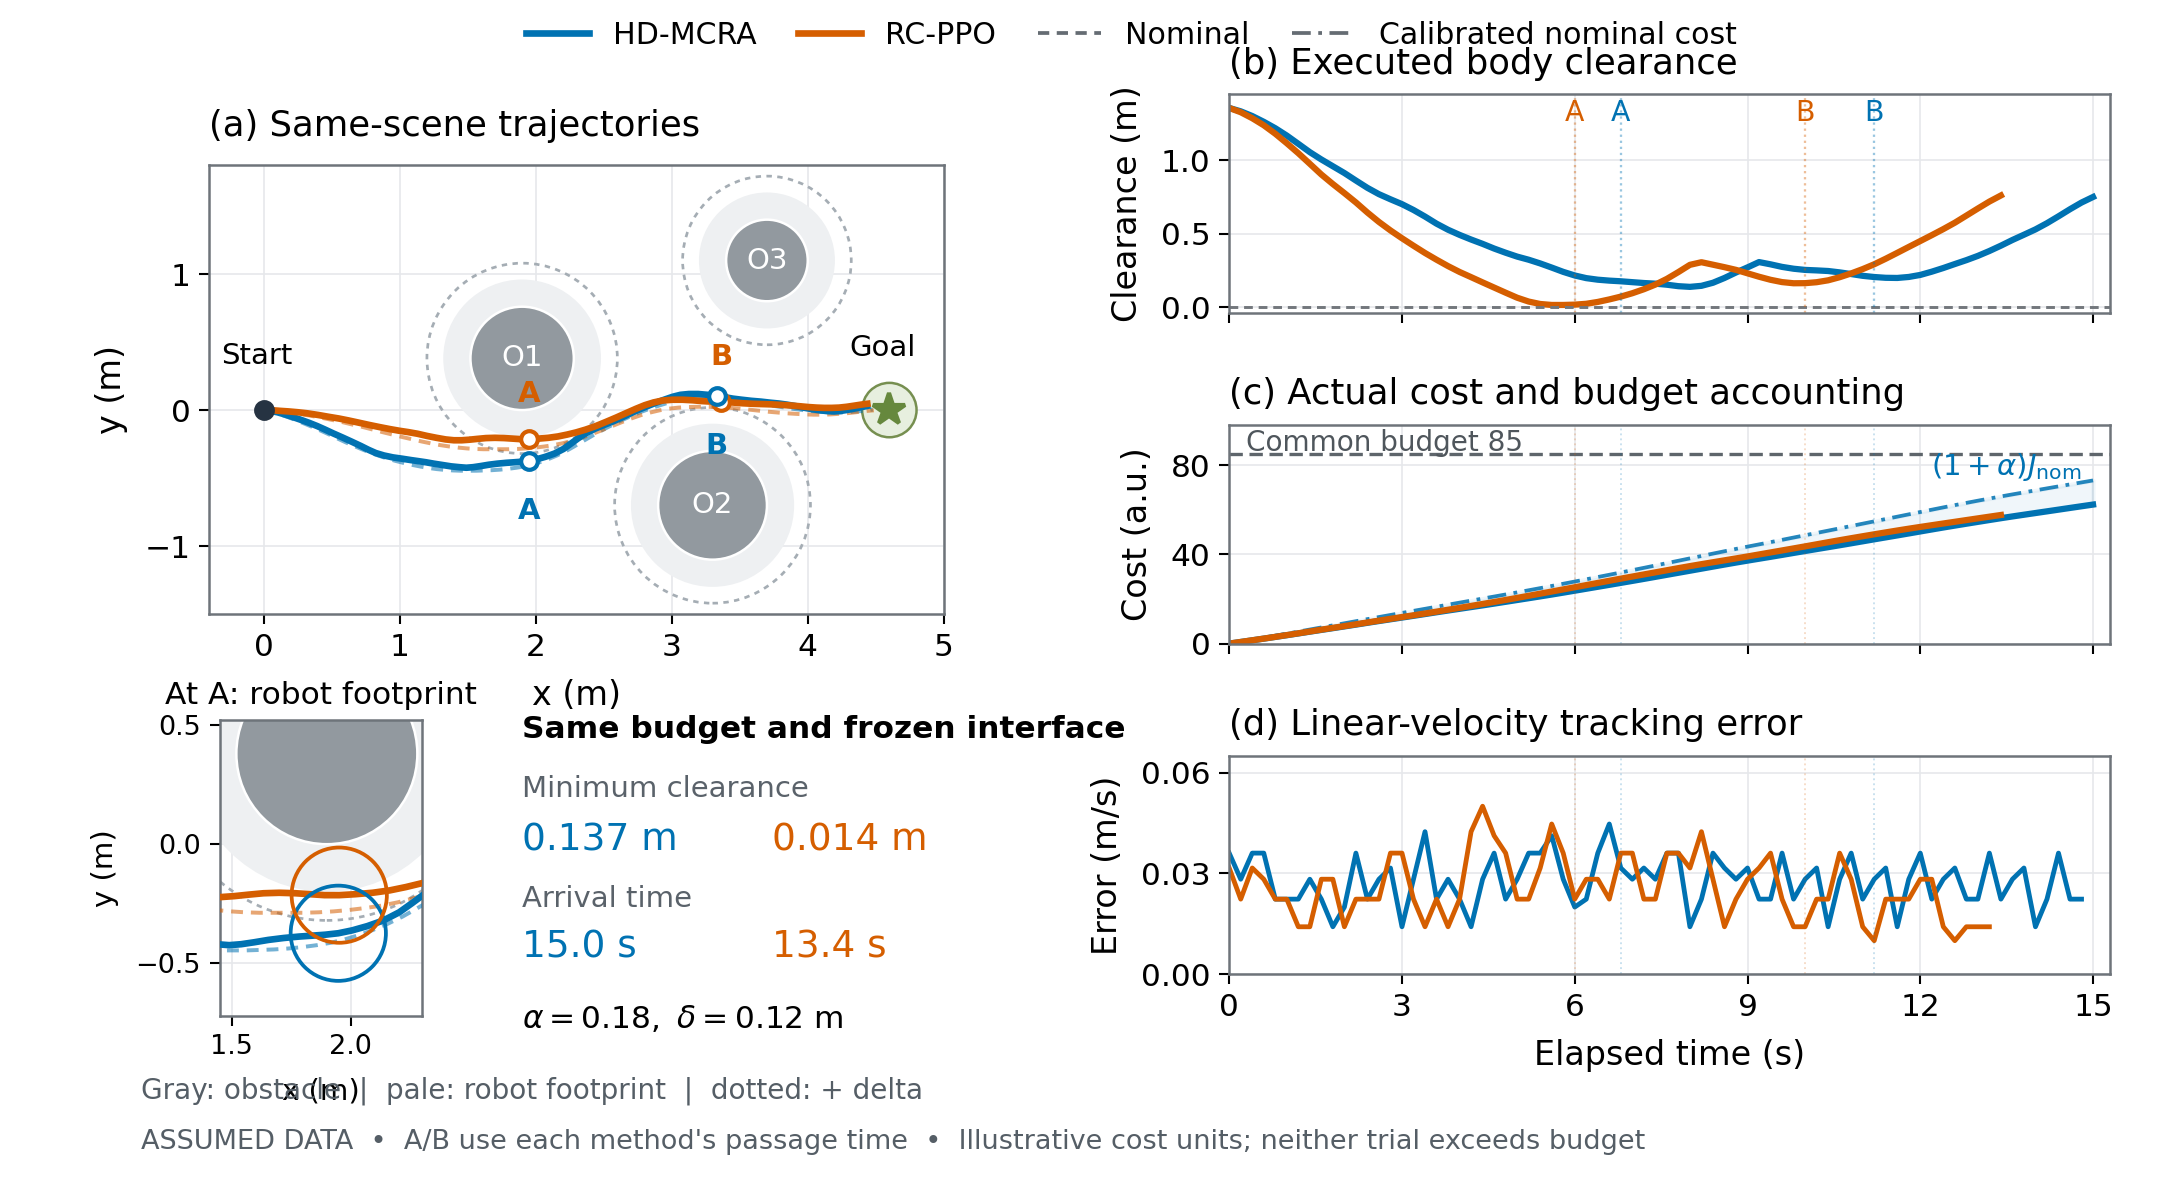 HD-MCRA RC-PPO Nominal Calibrated nominal cost
(a) Same-scene trajectories
y (m)
1
0
−1
Start
O1
O2
O3
Goal
A
A
B
B
0 1 2 3 4 5
x (m)
At A: robot footprint
y (m)
0.5
0.0
−0.5
1.5 2.0
x (m)
Same budget and frozen interface
Minimum clearance
0.137 m 0.014 m
Arrival time
15.0 s 13.4 s
α = 0.18, δ = 0.12 m
(b) Executed body clearance
Clearance (m)
1.0
0.5
0.0
A A B B
(c) Actual cost and budget accounting
Cost (a.u.)
80
40
0
Common budget 85
(1 + α)Jnom
(d) Linear-velocity tracking error
Error (m/s)
0.06
0.03
0.00
0 3 6 9 12 15
Elapsed time (s)
Gray: obstacle | pale: robot footprint | dotted: + delta
ASSUMED DATA • A/B use each method's passage time • Illustrative cost units; neither trial exceeds budget